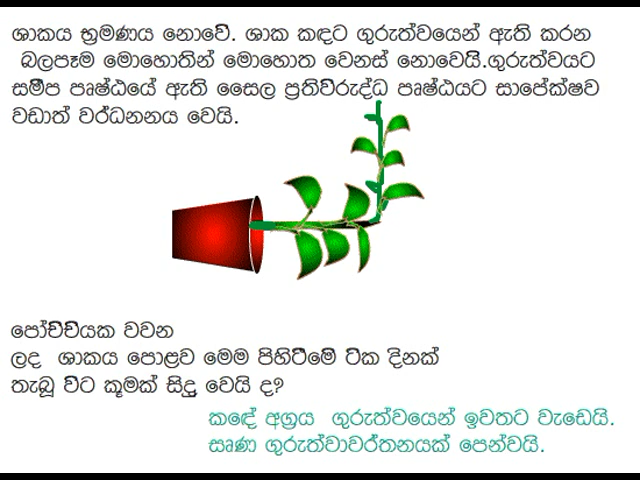 ශාකය භ්‍රමණය නොවේ. ශාක කඳට ගුරුත්වයෙන් ඇති කරන
බලපෑම මොහොතින් මොහොත වෙනස් නොවෙයි.ගුරුත්වයට
සමීප පෘෂ්ඨයේ ඇති සෛල ප්‍රතිවිරුද්ධ පෘෂ්ඨයට සාපේක්ෂව
වඩාත් වර්ධනනය වෙයි.
පෝච්චියක වවන
ලද ශාකය පොළව මෙම පිහිටීමේ ටික දිනක්
තැබූ විට කුමක් සිදු වෙයි ද?
කඳේ අග්‍රය ගුරුත්වයෙන් ඉවතට වැඩෙයි.
සෘණ ගුරුත්වාවර්තනයක් පෙන්වයි.